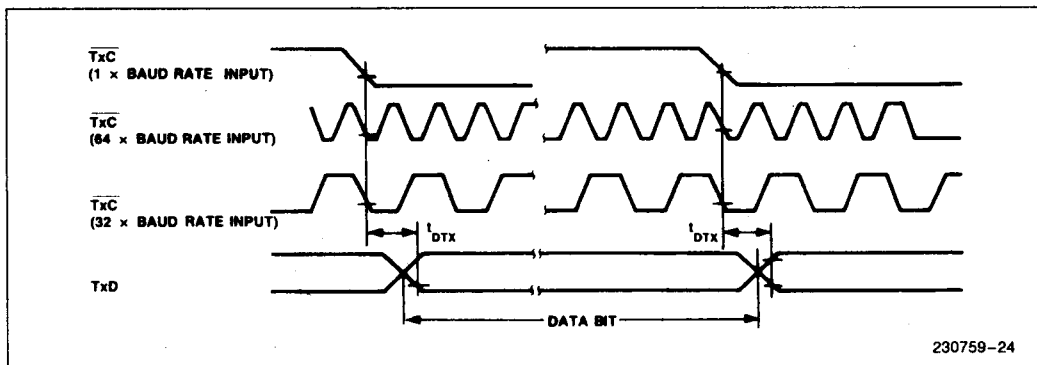 TxC
(1 × BAUD RATE INPUT)
TxC
(64 × BAUD RATE INPUT)
TxC
(32 × BAUD RATE INPUT)
tDTX
tDTX
TxD
DATA BIT
230759-24